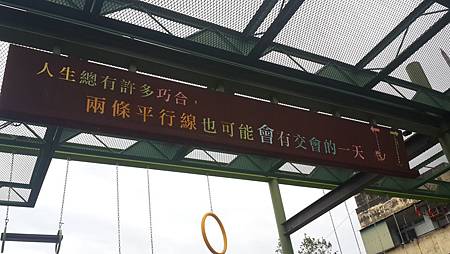 人生總有許多巧合，
兩條平行線也可能會有交會的一天